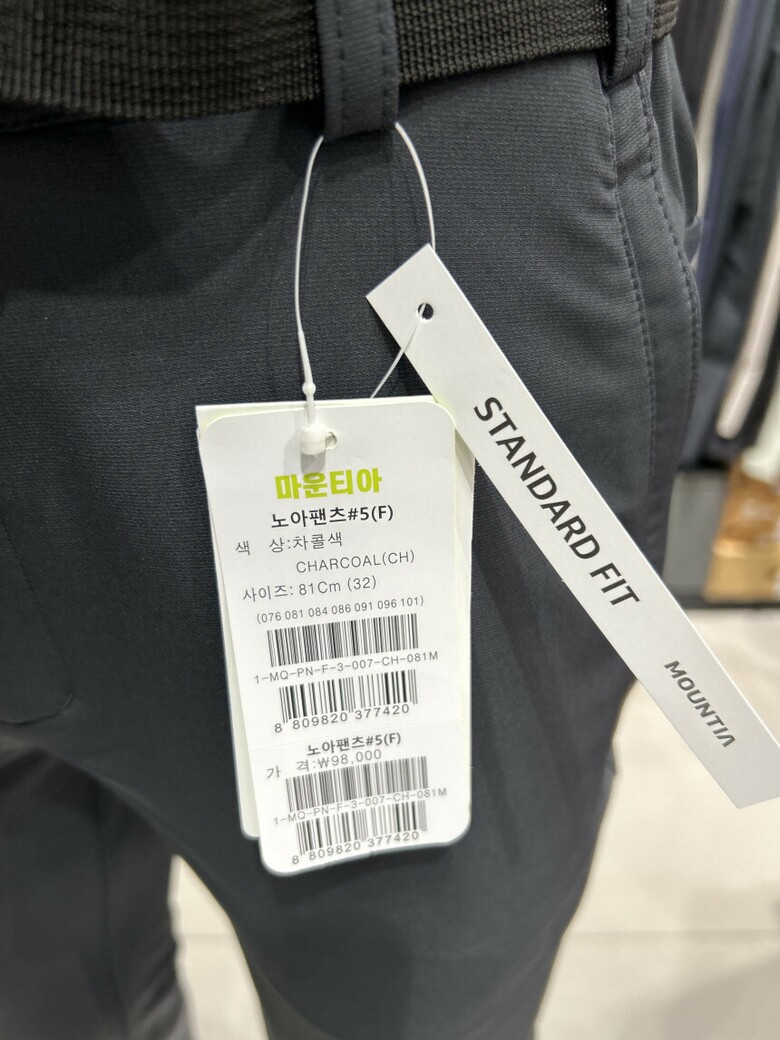 마운티아
노아팬츠#5(F)
색 상:차콜색
CHARCOAL(CH)
사이즈: 81Cm (32)
(076 081 084 086 091 096 101)
1-MQ-PN-F-3-007-CH-081M
8 809820 377420
노아팬츠#5(F)
가 격:₩98,000
1-MQ-PN-F-3-007-CH-081M
8 809820 377420
STANDARD FIT
MOUNTIA